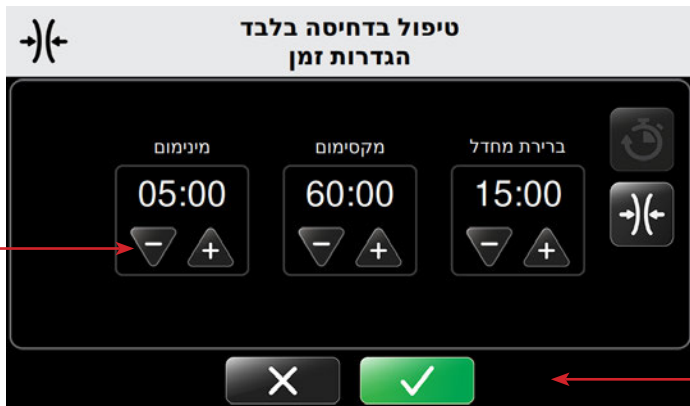 טיפול בדחיסה בלבד
הגדרות זמן
ברירת מחדל
מקסימום
מינימום
15:00
60:00
05:00